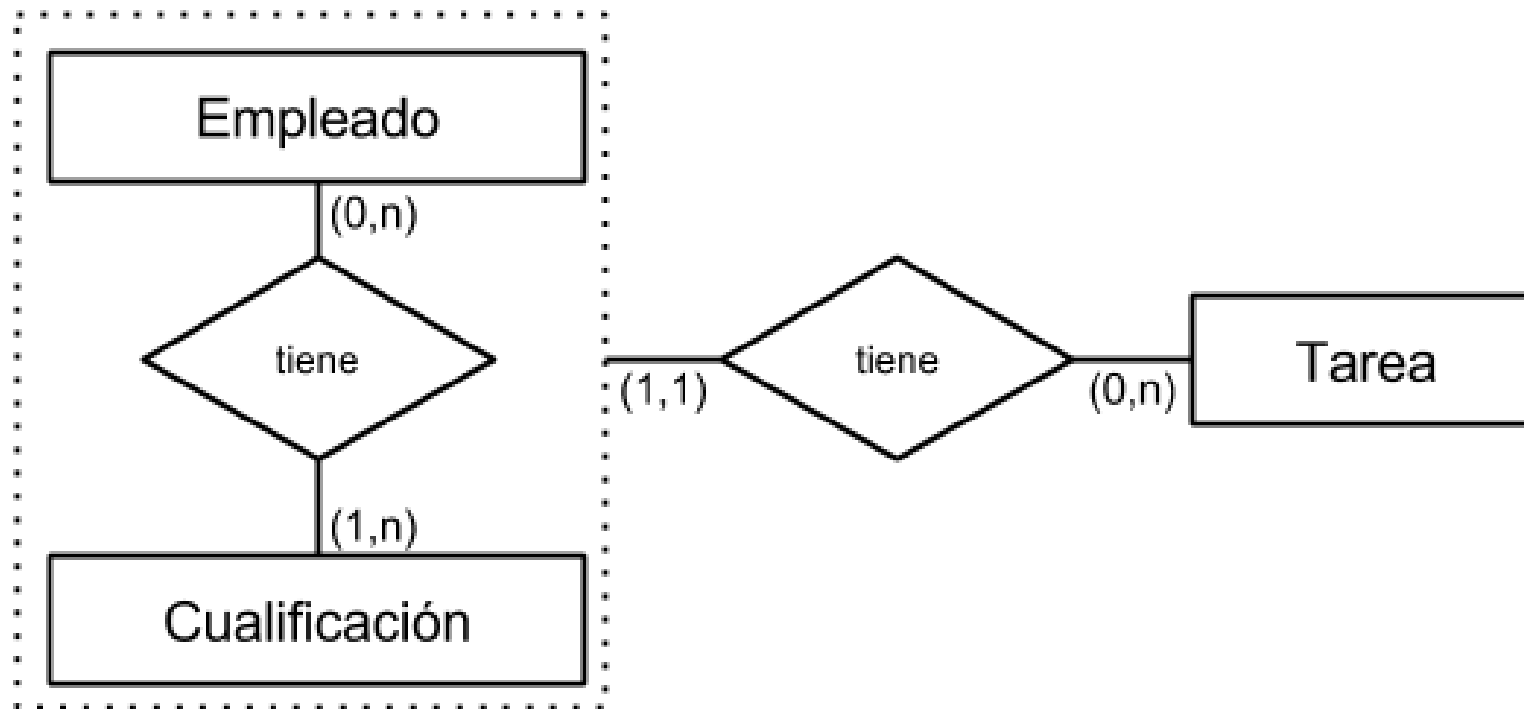 Empleado
(0,n)
tiene
(1,n)
Cualificación
(1,1)
tiene
(0,n)
Tarea